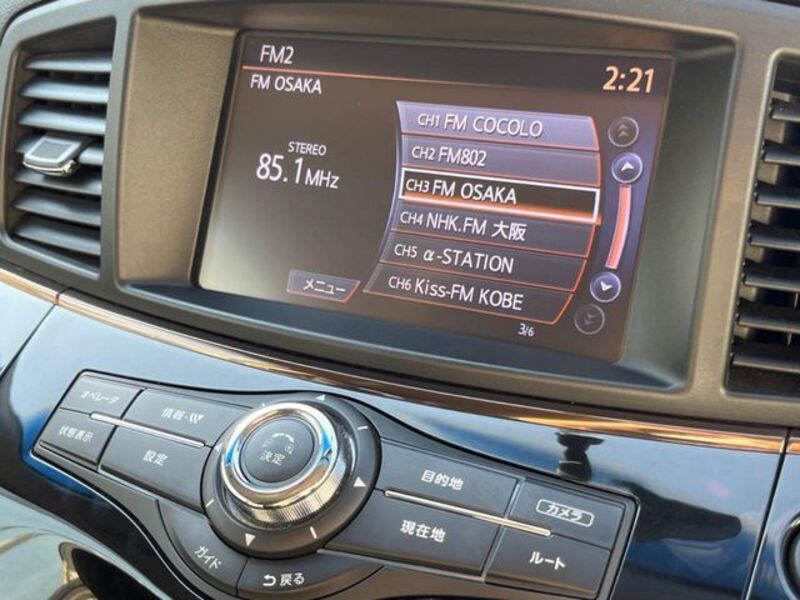 FM2
2:21
FM OSAKA
STEREO
85.1MHz
CH1 FM COCOLO
CH2 FM802
CH3 FM OSAKA
CH4 NHK.FM 大阪
CH5 α-STATION
CH6 Kiss-FM KOBE
メニュー
3/6
オペレータ
情報
状態表示
設定
決定
目的地
カメラ
現在地
ルート
ガイド
戻る